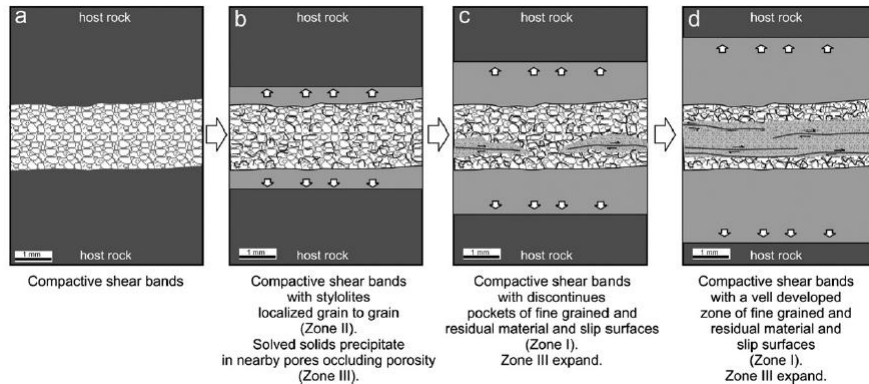 a
host rock
1 mm
host rock
Compactive shear bands
b
host rock
1 mm
host rock
Compactive shear bands
with stylolites
localized grain to grain
(Zone II).
Solved solids precipitate
in nearby pores occluding porosity
(Zone III).
c
host rock
1 mm
host rock
Compactive shear bands
with discontinues
pockets of fine grained and
residual material and slip surfaces
(Zone I).
Zone III expand.
d
host rock
1 mm
host rock
Compactive shear bands
with a vell developed
zone of fine grained and
residual material and
slip surfaces
(Zone I).
Zone III expand.